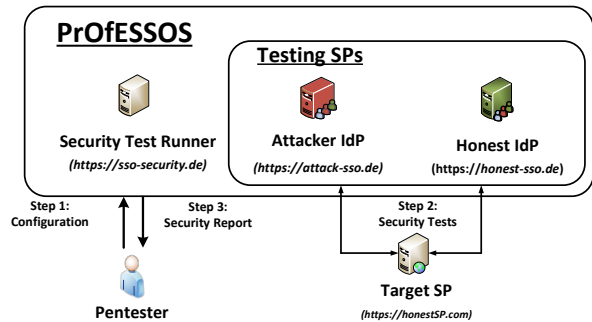 PrOfESSOS
Testing SPs
Security Test Runner
(https://sso-security.de)
Attacker IdP
(https://attack-sso.de)
Honest IdP
(https://honest-sso.de)
Step 1:
Configuration
Step 3:
Security Report
Step 2:
Security Tests
Pentester
Target SP
(https://honestSP.com)